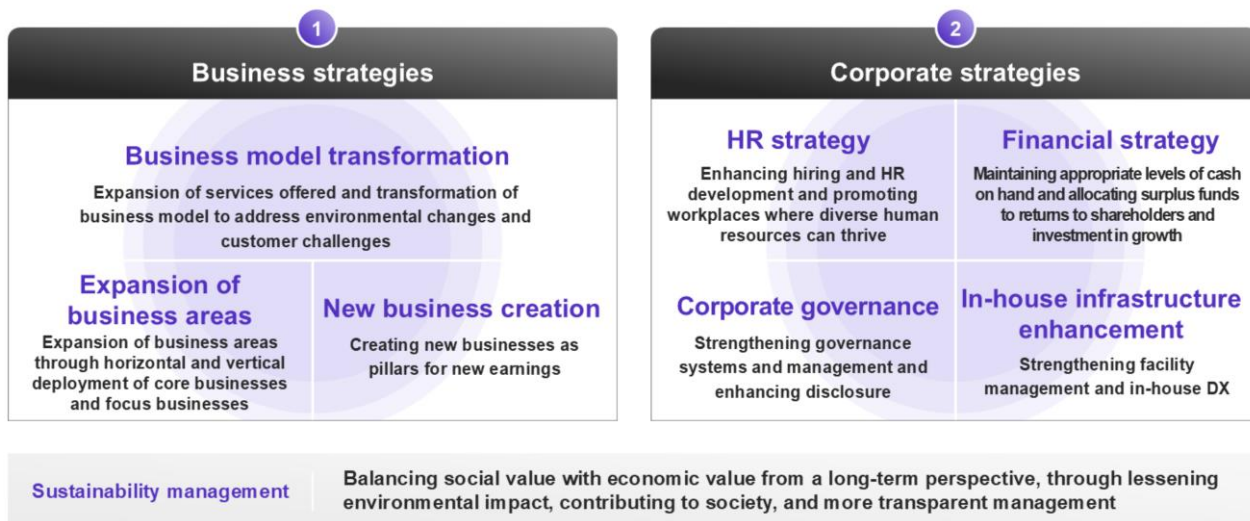 1
Business strategies
Business model transformation
Expansion of services offered and transformation of
business model to address environmental changes and
customer challenges
Expansion of
business areas
Expansion of business areas
through horizontal and vertical
deployment of core businesses
and focus businesses
New business creation
Creating new businesses as
pillars for new earnings
2
Corporate strategies
HR strategy
Enhancing hiring and HR
development and promoting
workplaces where diverse human
resources can thrive
Financial strategy
Maintaining appropriate levels of cash
on hand and allocating surplus funds
to returns to shareholders and
investment in growth
Corporate governance
Strengthening governance
systems and management and
enhancing disclosure
In-house infrastructure
enhancement
Strengthening facility
management and in-house DX
Sustainability management
Balancing social value with economic value from a long-term perspective, through lessening
environmental impact, contributing to society, and more transparent management